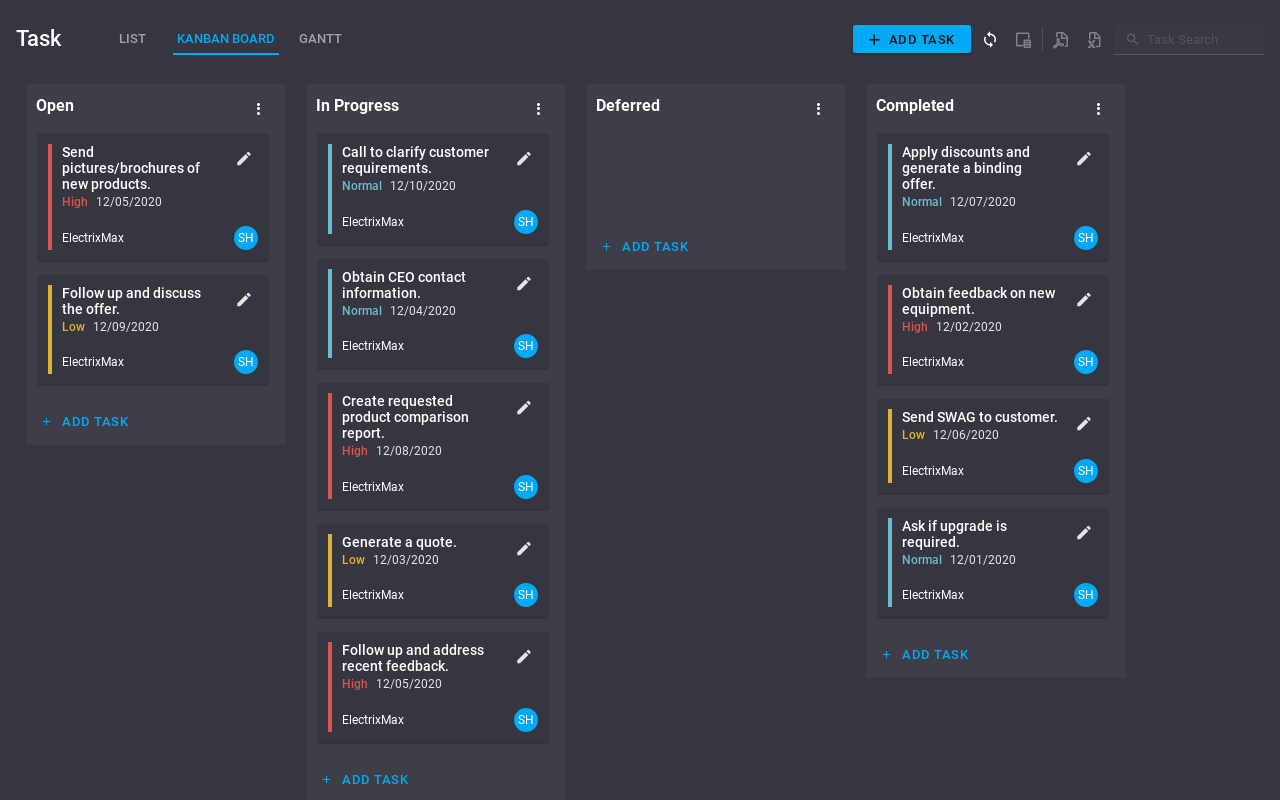 Task
LIST
KANBAN BOARD
GANTT
ADD TASK
Task Search
Open
Send
pictures/brochures of
new products.
High 12/05/2020
ElectrixMax
SH
Follow up and discuss
the offer.
Low 12/09/2020
ElectrixMax
SH
+ ADD TASK
In Progress
Call to clarify customer
requirements.
Normal 12/10/2020
ElectrixMax
SH
Obtain CEO contact
information.
Normal 12/04/2020
ElectrixMax
SH
Create requested
product comparison
report.
High 12/08/2020
ElectrixMax
SH
Generate a quote.
Low 12/03/2020
ElectrixMax
SH
Follow up and address
recent feedback.
High 12/05/2020
ElectrixMax
SH
+ ADD TASK
Deferred
+ ADD TASK
Completed
Apply discounts and
generate a binding
offer.
Normal 12/07/2020
ElectrixMax
SH
Obtain feedback on new
equipment.
High 12/02/2020
ElectrixMax
SH
Send SWAG to customer.
Low 12/06/2020
ElectrixMax
SH
Ask if upgrade is
required.
Normal 12/01/2020
ElectrixMax
SH
+ ADD TASK